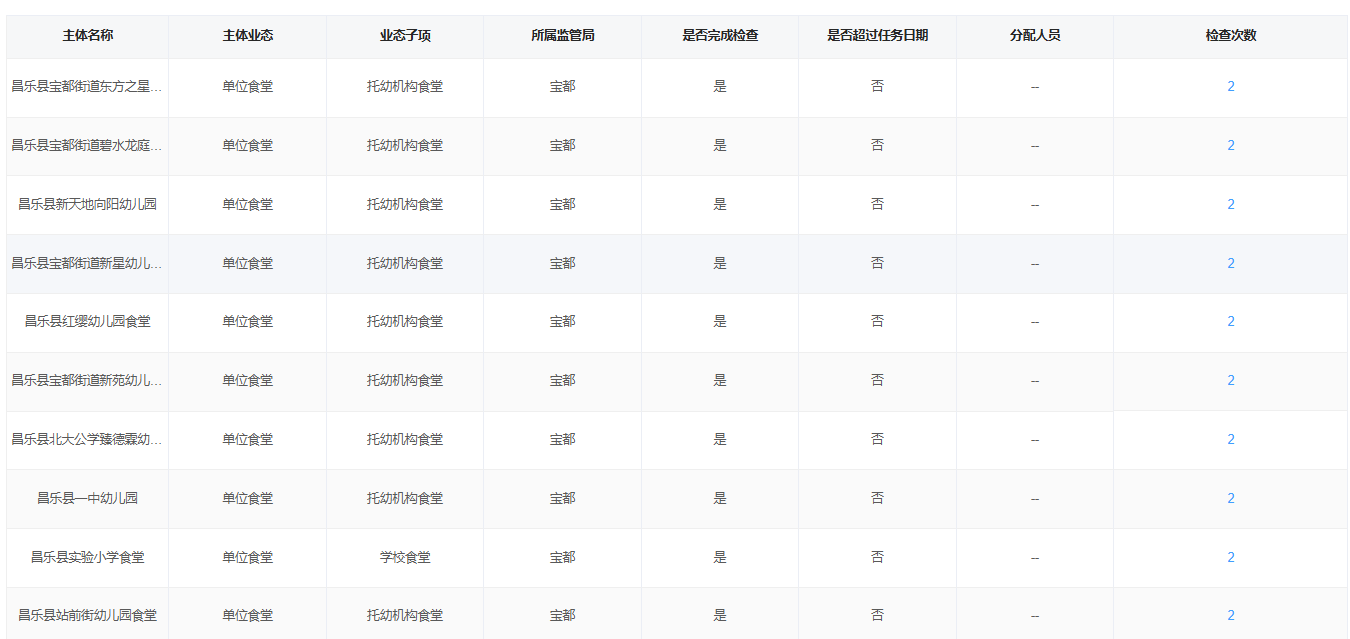 主体名称 主体业态 业态子项 所属监管局 是否完成检查 是否超过任务日期 分配人员 检查次数
昌乐县宝都街道东方之星... 单位食堂 托幼机构食堂 宝都 是 否 -- 2
昌乐县宝都街道碧水龙庭... 单位食堂 托幼机构食堂 宝都 是 否 -- 2
昌乐县新天地向阳幼儿园 单位食堂 托幼机构食堂 宝都 是 否 -- 2
昌乐县宝都街道新星幼儿... 单位食堂 托幼机构食堂 宝都 是 否 -- 2
昌乐县红缨幼儿园食堂 单位食堂 托幼机构食堂 宝都 是 否 -- 2
昌乐县宝都街道新苑幼儿... 单位食堂 托幼机构食堂 宝都 是 否 -- 2
昌乐县北大公学臻德霖幼... 单位食堂 托幼机构食堂 宝都 是 否 -- 2
昌乐县一中幼儿园 单位食堂 托幼机构食堂 宝都 是 否 -- 2
昌乐县实验小学食堂 单位食堂 学校食堂 宝都 是 否 -- 2
昌乐县站前街幼儿园食堂 单位食堂 托幼机构食堂 宝都 是 否 -- 2